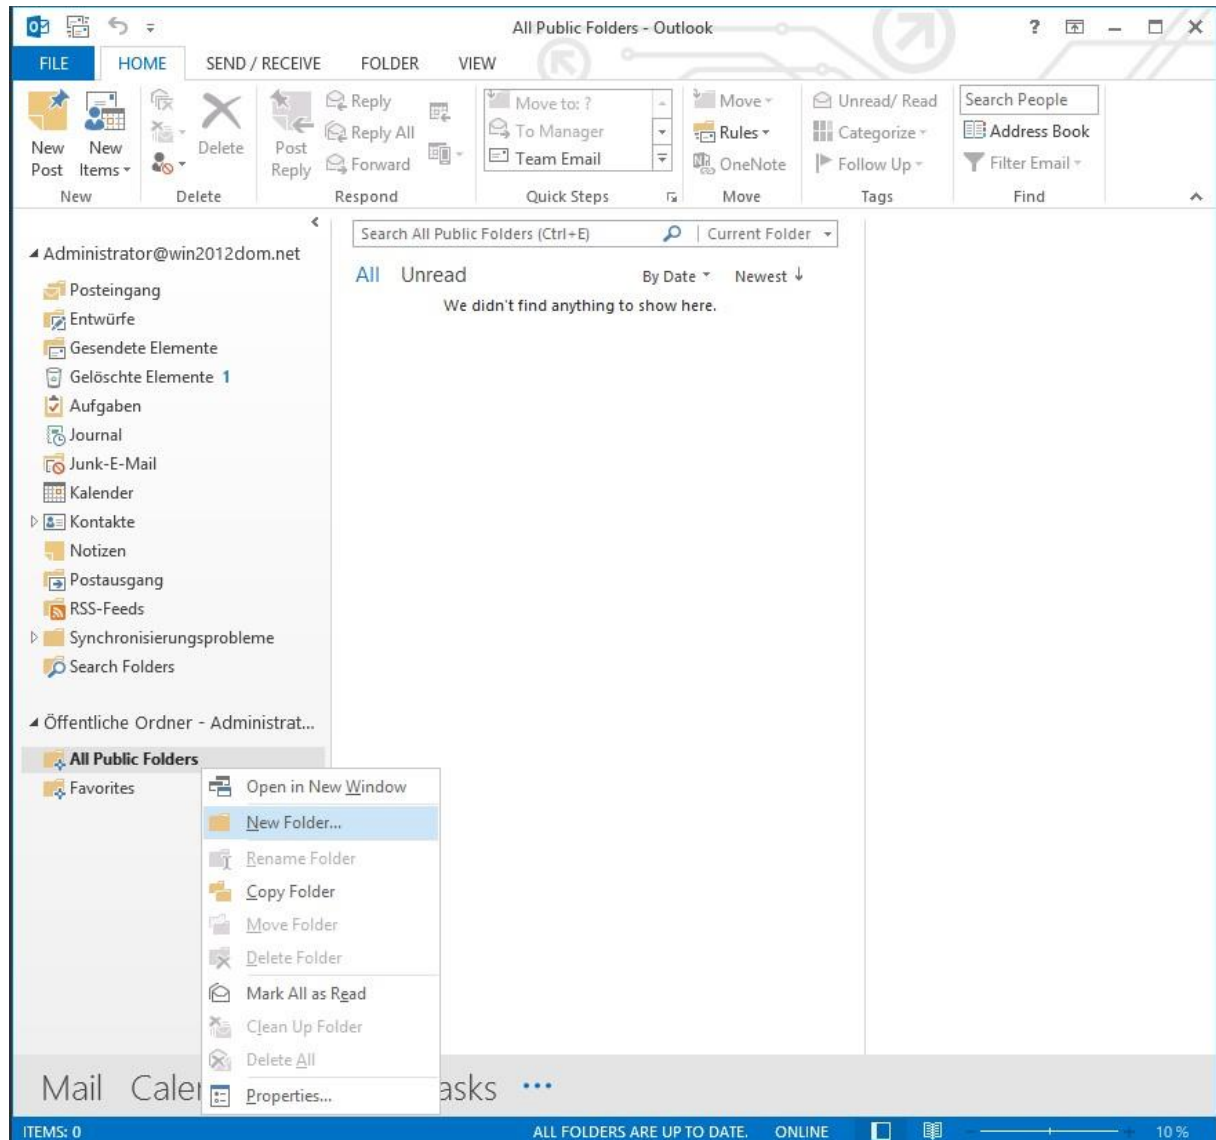 All Public Folders - Outlook
?
FILE HOME SEND / RECEIVE FOLDER VIEW
New Post
New Items
Delete
Post Reply
Reply
Reply All
Forward
Move to: ?
To Manager
Team Email
Move
Rules
OneNote
Unread/ Read
Categorize
Follow Up
Search People
Address Book
Filter Email
New Delete Respond Quick Steps Move Tags Find
Administrator@win2012dom.net
Posteingang
Entwürfe
Gesendete Elemente
Gelöschte Elemente 1
Aufgaben
Journal
Junk-E-Mail
Kalender
Kontakte
Notizen
Postausgang
RSS-Feeds
Synchronisierungsprobleme
Search Folders
Öffentliche Ordner - Administrat...
All Public Folders
Favorites
Search All Public Folders (Ctrl+E) Current Folder
All Unread By Date Newest
We didn't find anything to show here.
Open in New Window
New Folder...
Rename Folder
Copy Folder
Move Folder
Delete Folder
Mark All as Read
Clean Up Folder
Delete All
Properties...
Mail Cale asks ...
ITEMS: 0 ALL FOLDERS ARE UP TO DATE. ONLINE 10 %